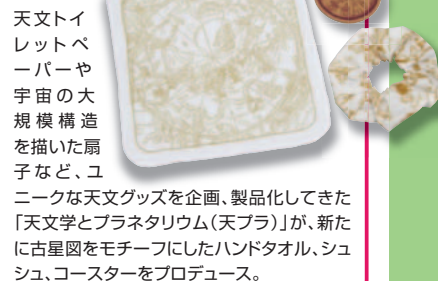 天文トイ
レットペ
ーパーや
宇宙の大
規模構造
を描いた扇
子など、ユ
ニークな天文グッズを企画、製品化してきた
「天文学とプラネタリウム(天プラ)」が、新た
に古星図をモチーフにしたハンドタオル、シュ
シュ、コースターをプロデュース。